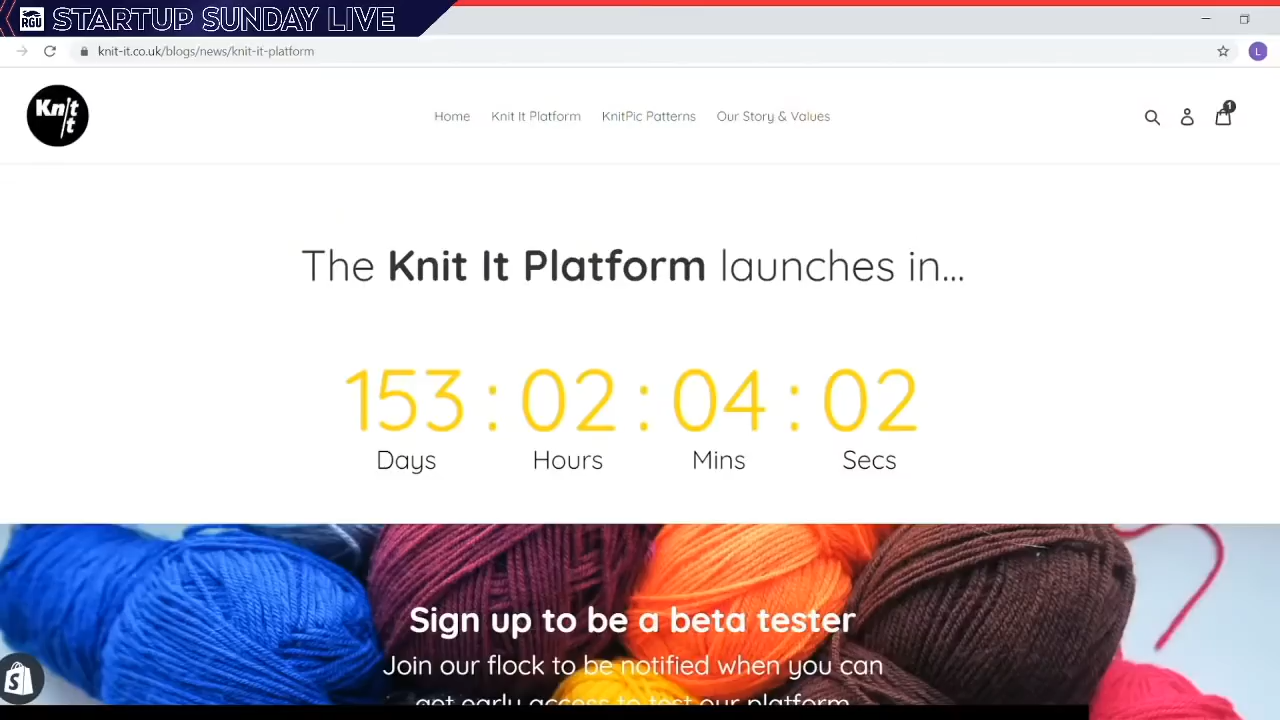 RGU STARTUP SUNDAY LIVE
knit-it.co.uk/blogs/news/knit-it-platform
L
Knit It
Home Knit It Platform KnitPic Patterns Our Story & Values
1
The Knit It Platform launches in...
153 : 02 : 04 : 02
Days Hours Mins Secs
Sign up to be a beta tester
Join our flock to be notified when you can
get early access to test our platform